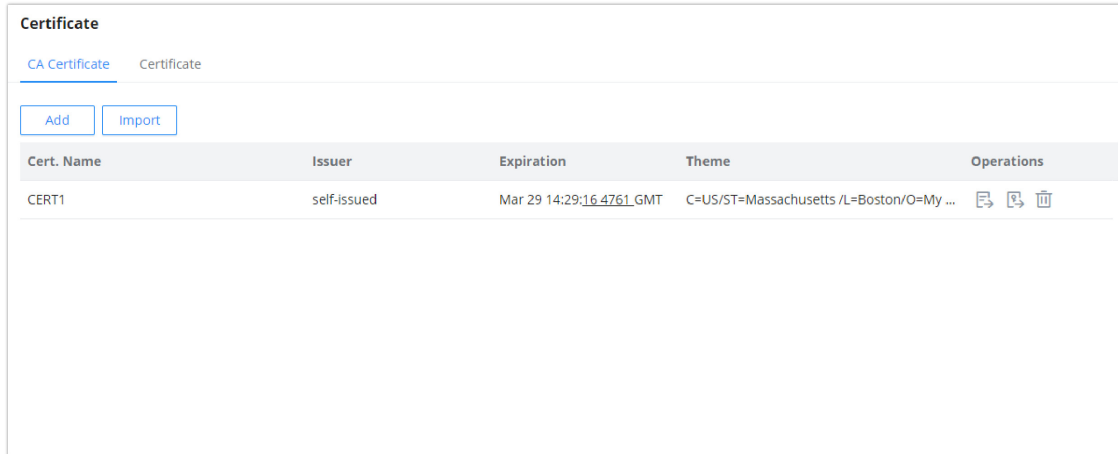 Certificate
CA Certificate Certificate
Add Import
Cert. Name Issuer Expiration Theme Operations
CERT1 self-issued Mar 29 14:29:16 4761 GMT C=US/ST=Massachusetts /L=Boston/O=My ...